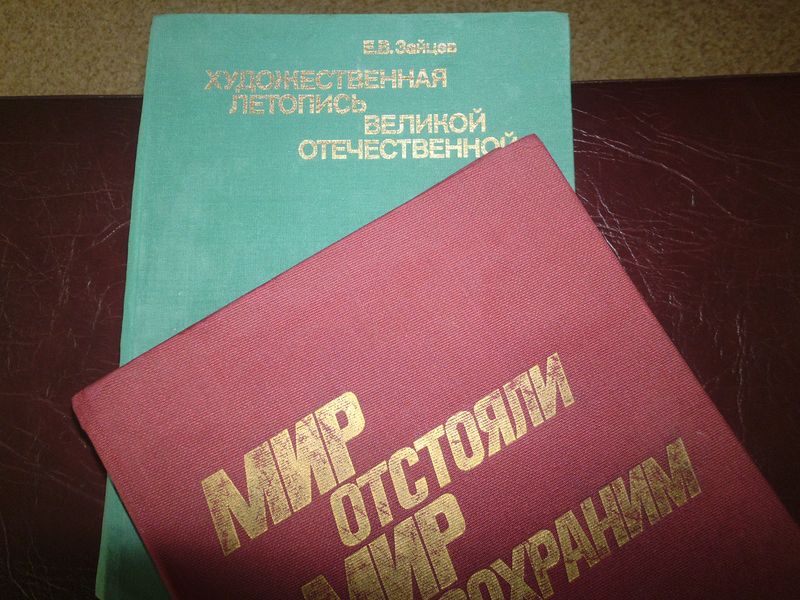 Е.В. Зайцев
ХУДОЖЕСТВЕННАЯ
ЛЕТОПИСЬ
ВЕЛИКОЙ
ОТЕЧЕСТВЕННОЙ
МИР
ОТСТОЯЛИ
МИР
СОХРАНИМ